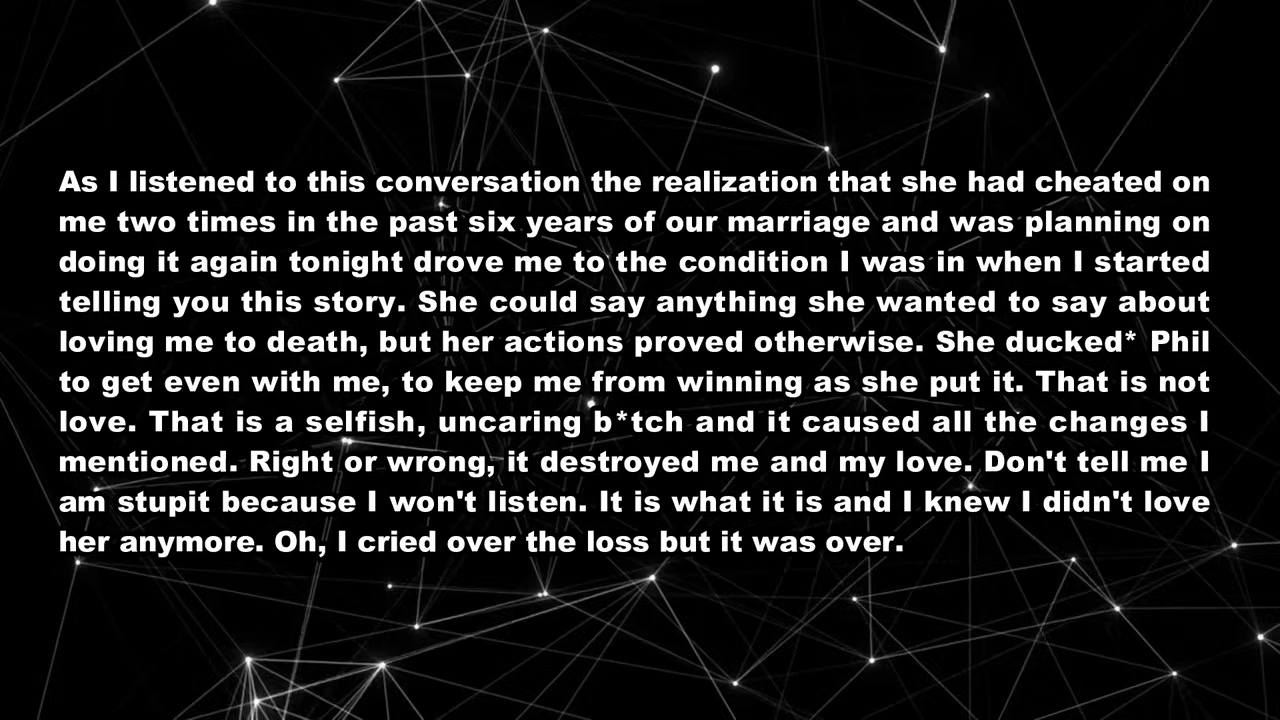 As I listened to this conversation the realization that she had cheated on
me two times in the past six years of our marriage and was planning on
doing it again tonight drove me to the condition I was in when I started
telling you this story. She could say anything she wanted to say about
loving me to death, but her actions proved otherwise. She ducked* Phil
to get even with me, to keep me from winning as she put it. That is not
love. That is a selfish, uncaring b*tch and it caused all the changes I
mentioned. Right or wrong, it destroyed me and my love. Don't tell me I
am stupit because I won't listen. It is what it is and I knew I didn't love
her anymore. Oh, I cried over the loss but it was over.